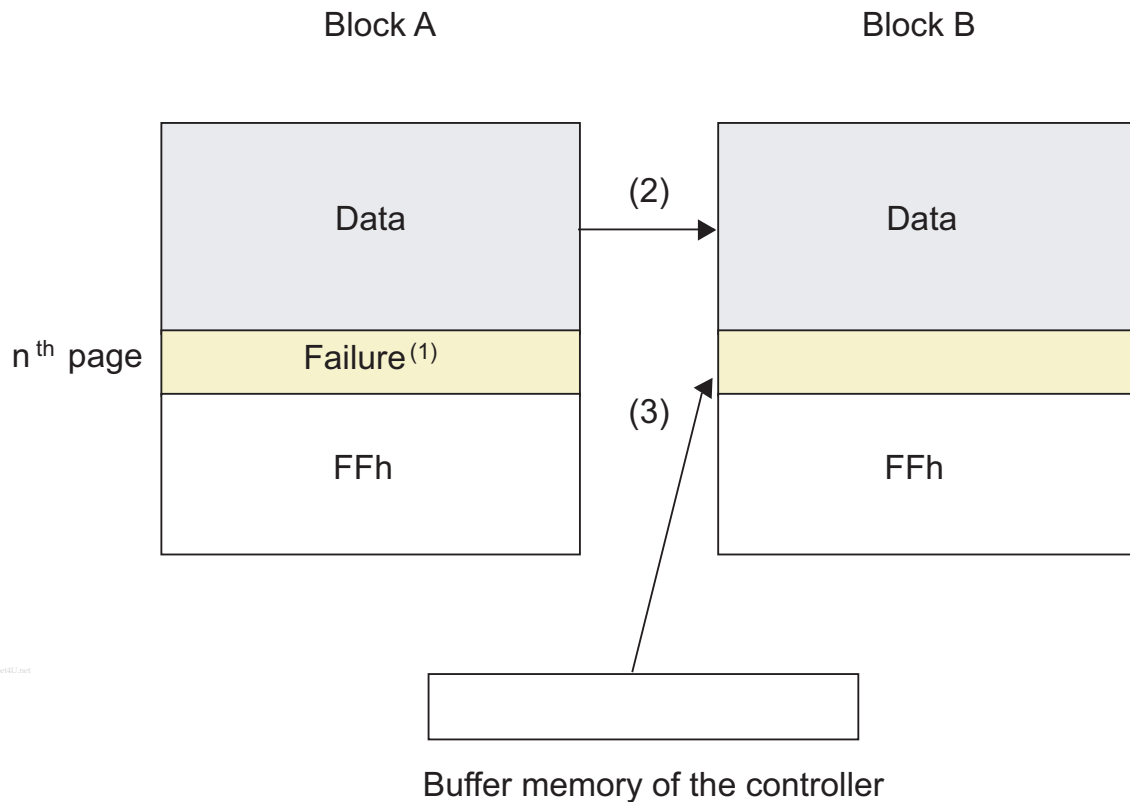 Block A Block B
(2)
Data Data
n th page Failure (1)
(3)
FFh FFh
Buffer memory of the controller